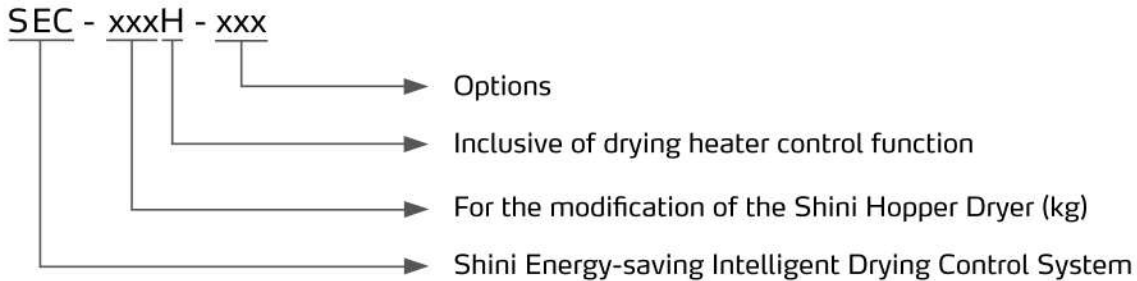 SEC - xxxH - xxx
Options
Inclusive of drying heater control function
For the modification of the Shini Hopper Dryer (kg)
Shini Energy-saving Intelligent Drying Control System